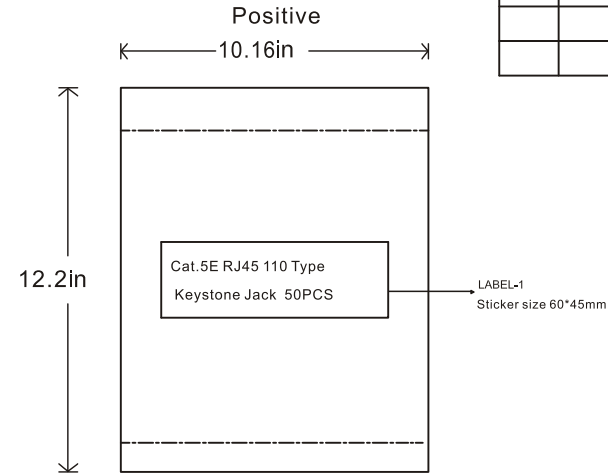 Positive
10.16in
12.2in
Cat.5E RJ45 110 Type
Keystone Jack 50PCS
LABEL-1
Sticker size 60*45mm